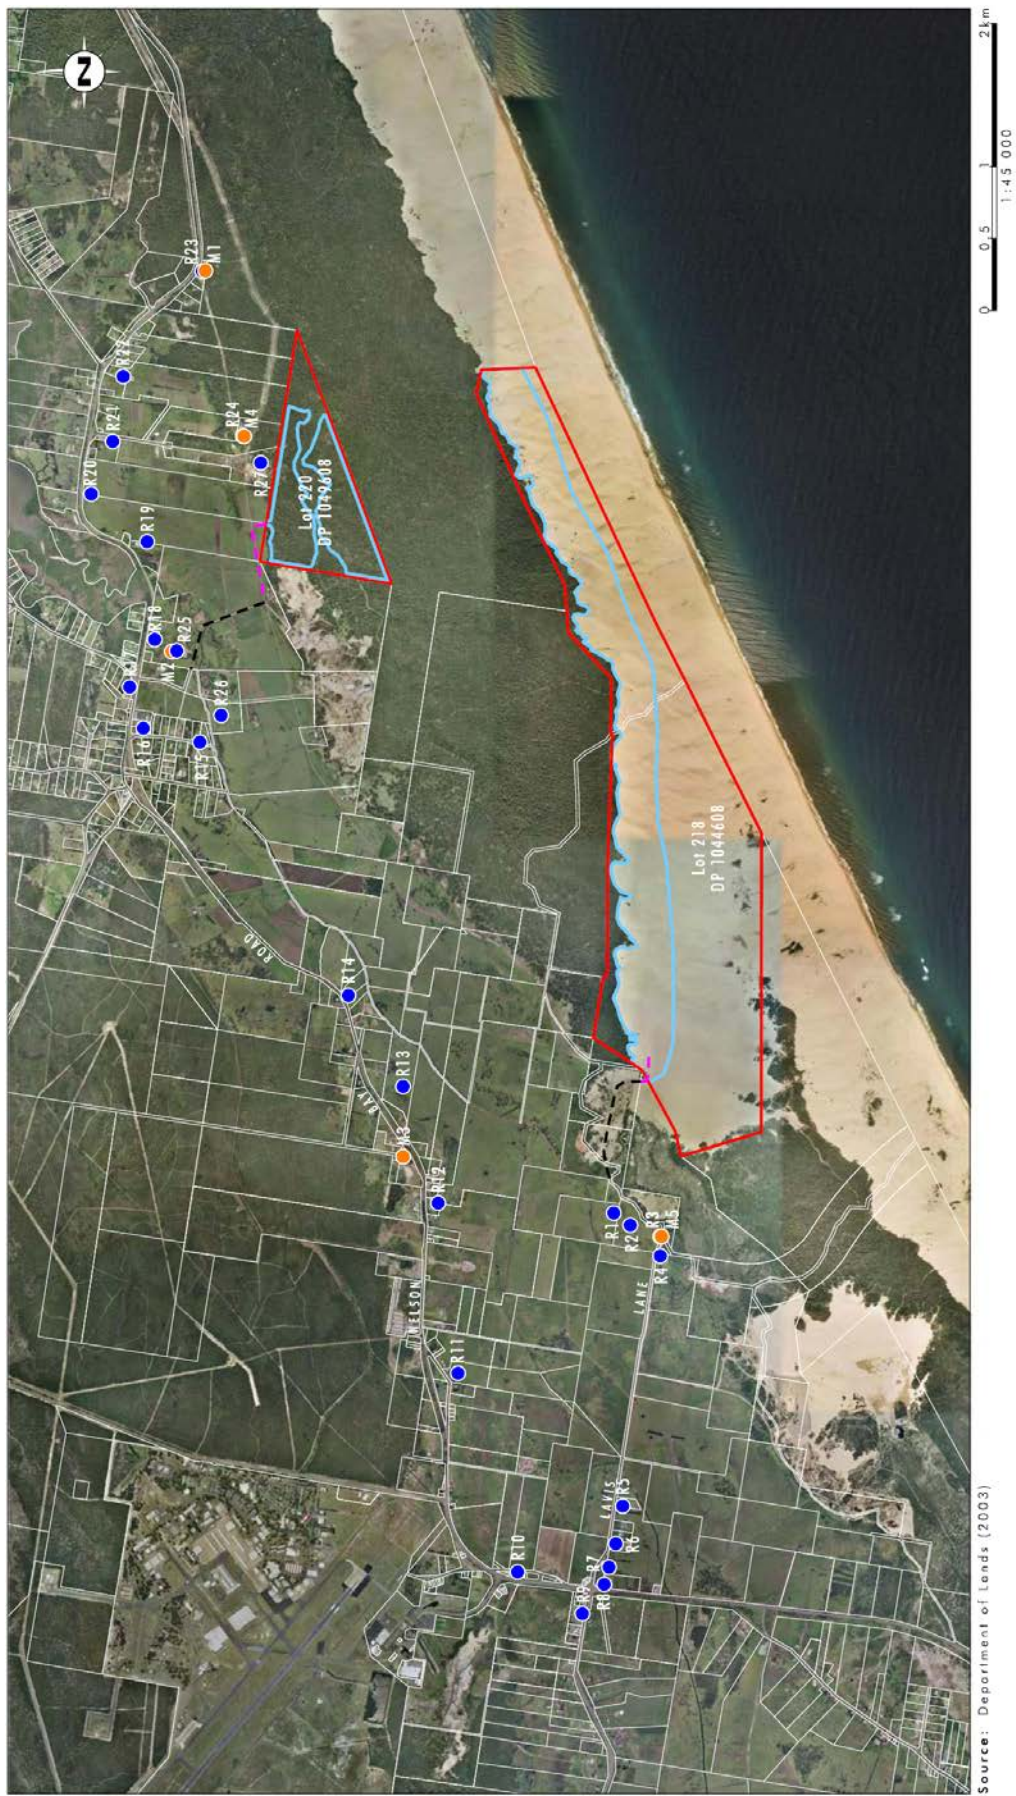 N
R20
R21
R22
R23
M1
R19
R18
M2
R25
R16
R15
R26
R24
M4
R27
Lot 220
DP 1049608
ROAD
R14
BAY
R13
M3
R12
NELSON
R11
R10
R1
R2
R3
M5
R4
LANE
LAVIS
R5
R6
R7
R8
R9
Lot 218
DP 1044608
Source: Department of Lands (2003)
0 0.5 1 2km
1:45 000